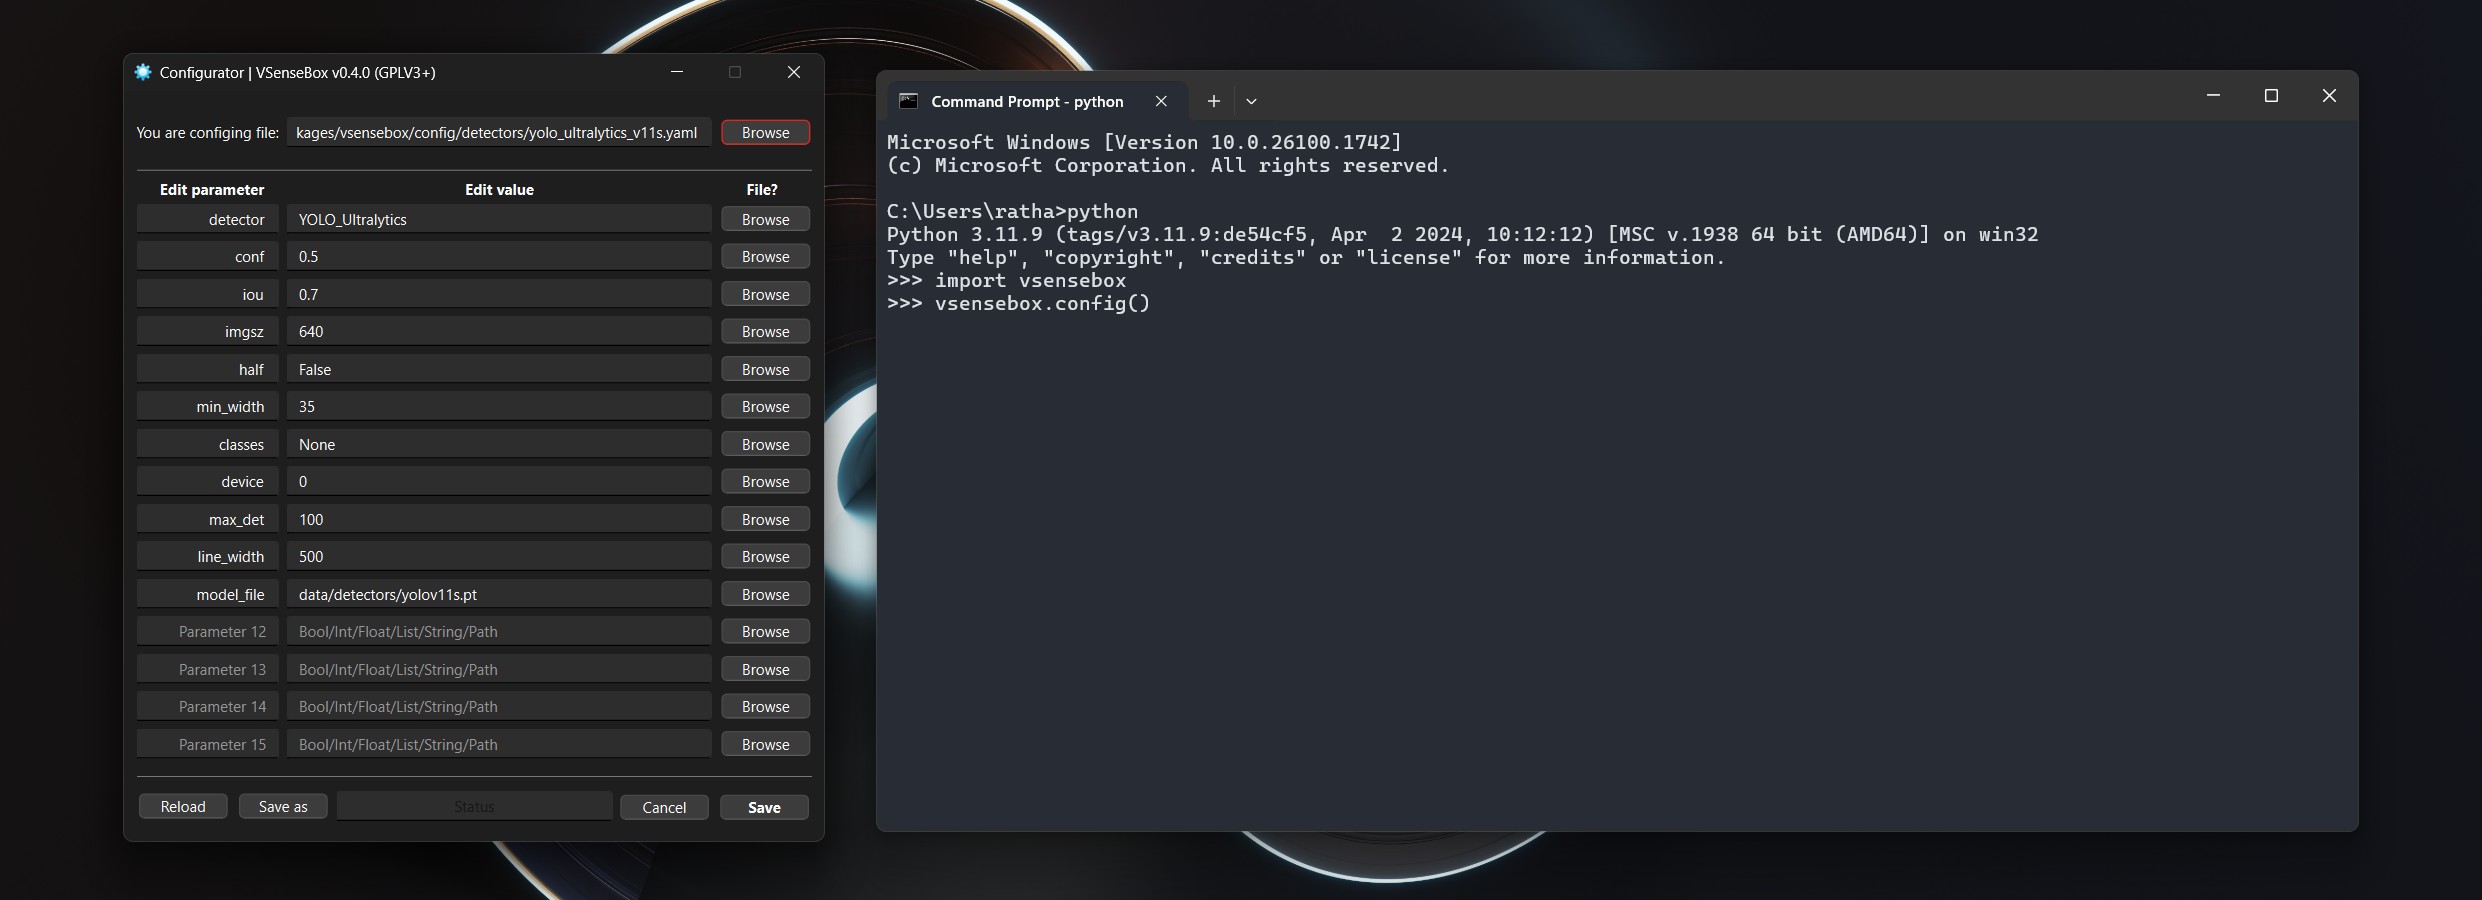 Configurator | VSenseBox v0.4.0 (GPLV3+)
You are configing file: kages/vsensebox/config/detectors/yolo_ultralytics_v11s.yaml Browse
Edit parameter Edit value File?
detector YOLO_Ultralytics Browse
conf 0.5 Browse
iou 0.7 Browse
imgsz 640 Browse
half False Browse
min_width 35 Browse
classes None Browse
device 0 Browse
max_det 100 Browse
line_width 500 Browse
model_file data/detectors/yolov11s.pt Browse
Parameter 12 Bool/Int/Float/List/String/Path Browse
Parameter 13 Bool/Int/Float/List/String/Path Browse
Parameter 14 Bool/Int/Float/List/String/Path Browse
Parameter 15 Bool/Int/Float/List/String/Path Browse
Reload Save as Status Cancel Save
Command Prompt - python
Microsoft Windows [Version 10.0.26100.1742]
(c) Microsoft Corporation. All rights reserved.
C:\Users\ratha>python
Python 3.11.9 (tags/v3.11.9:de54cf5, Apr  2 2024, 10:12:12) [MSC v.1938 64 bit (AMD64)] on win32
Type "help", "copyright", "credits" or "license" for more information.
>>> import vsensebox
>>> vsensebox.config()